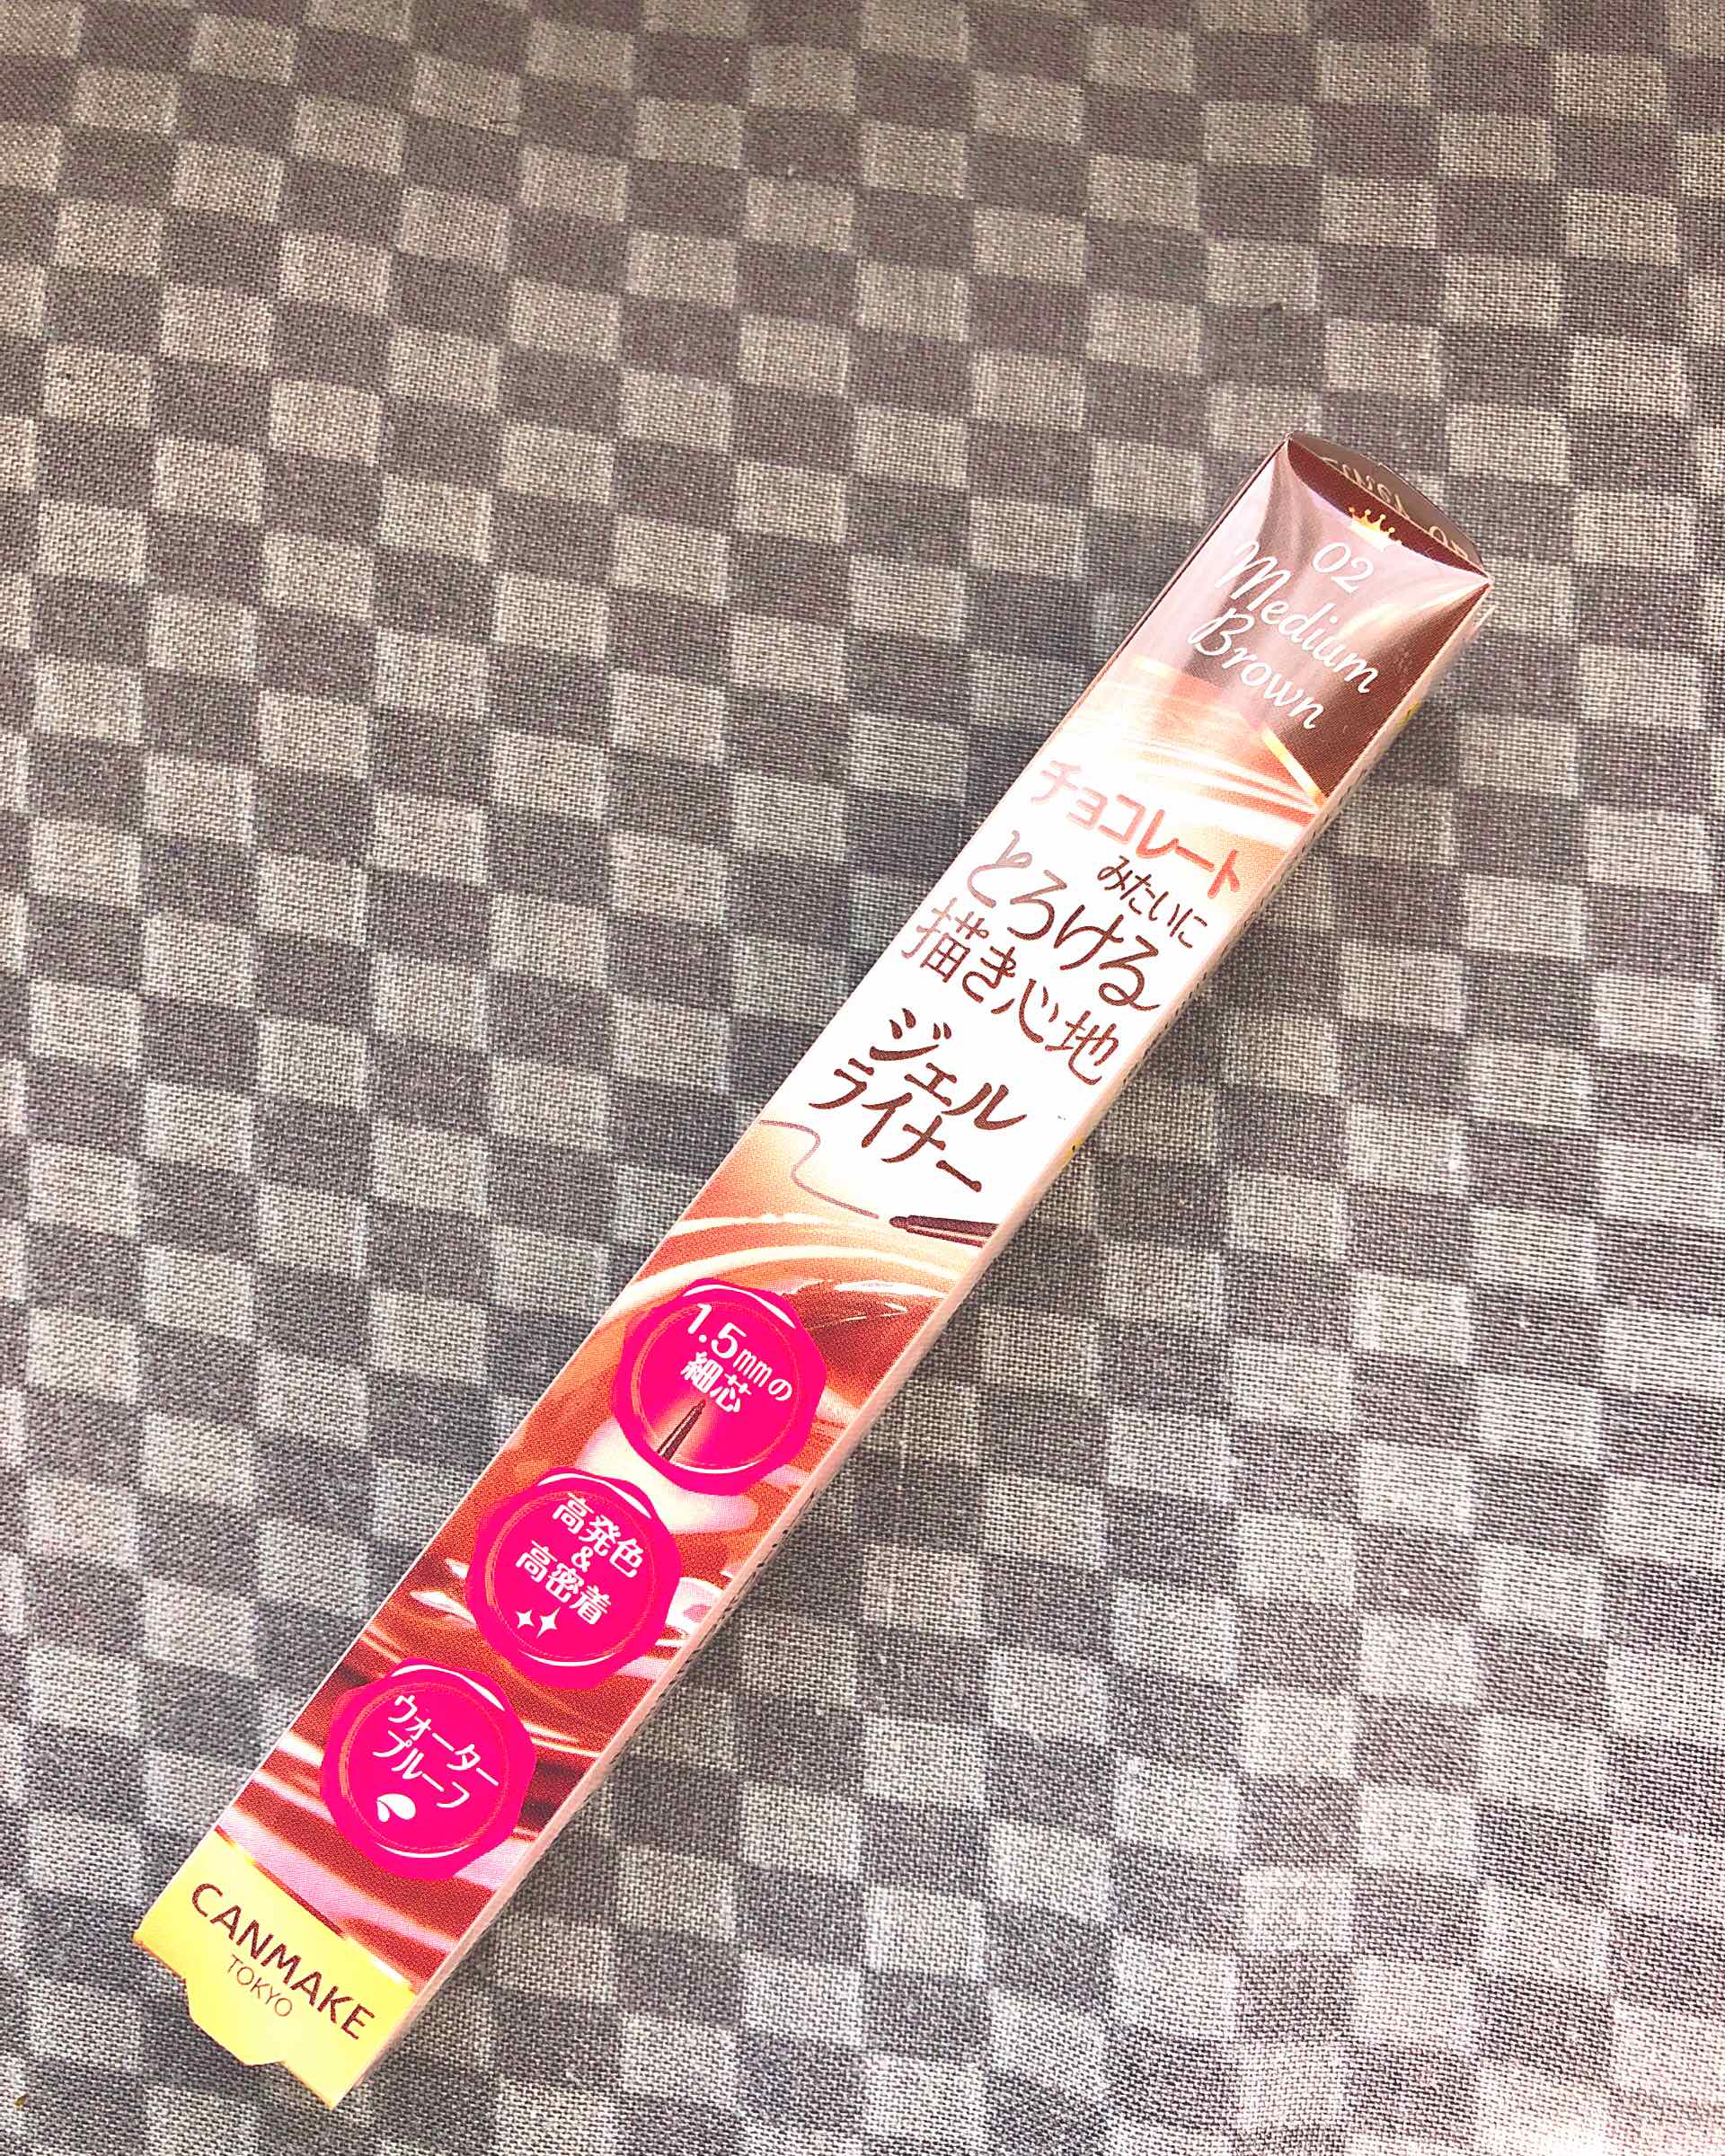 02
Medium
Brown
チョコレート
みたいに
とろける
描き心地
ジェル
ライナー
1.5mmの
細芯
高発色
&
高密着
ウォーター
プルーフ
CANMAKE
TOKYO